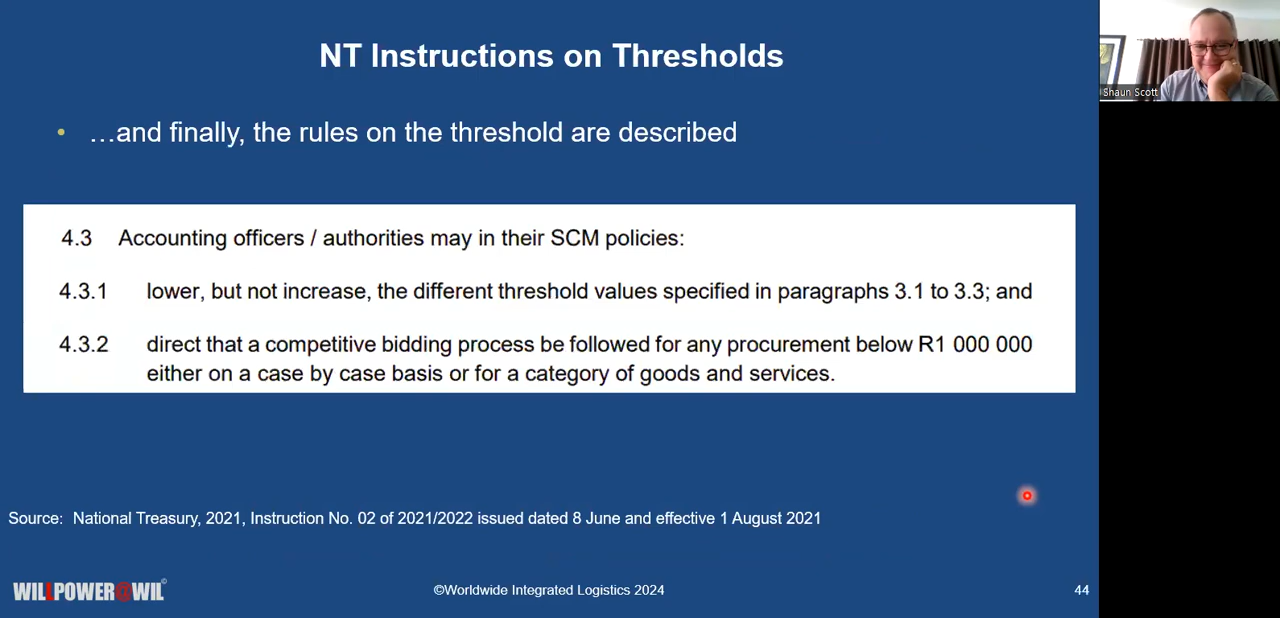 NT Instructions on Thresholds
• …and finally, the rules on the threshold are described
4.3 Accounting officers / authorities may in their SCM policies:
4.3.1 lower, but not increase, the different threshold values specified in paragraphs 3.1 to 3.3; and
4.3.2 direct that a competitive bidding process be followed for any procurement below R1 000 000
either on a case by case basis or for a category of goods and services.
Source: National Treasury, 2021, Instruction No. 02 of 2021/2022 issued dated 8 June and effective 1 August 2021
WILLPOWER@WIL©
©Worldwide Integrated Logistics 2024
44
Shaun Scott